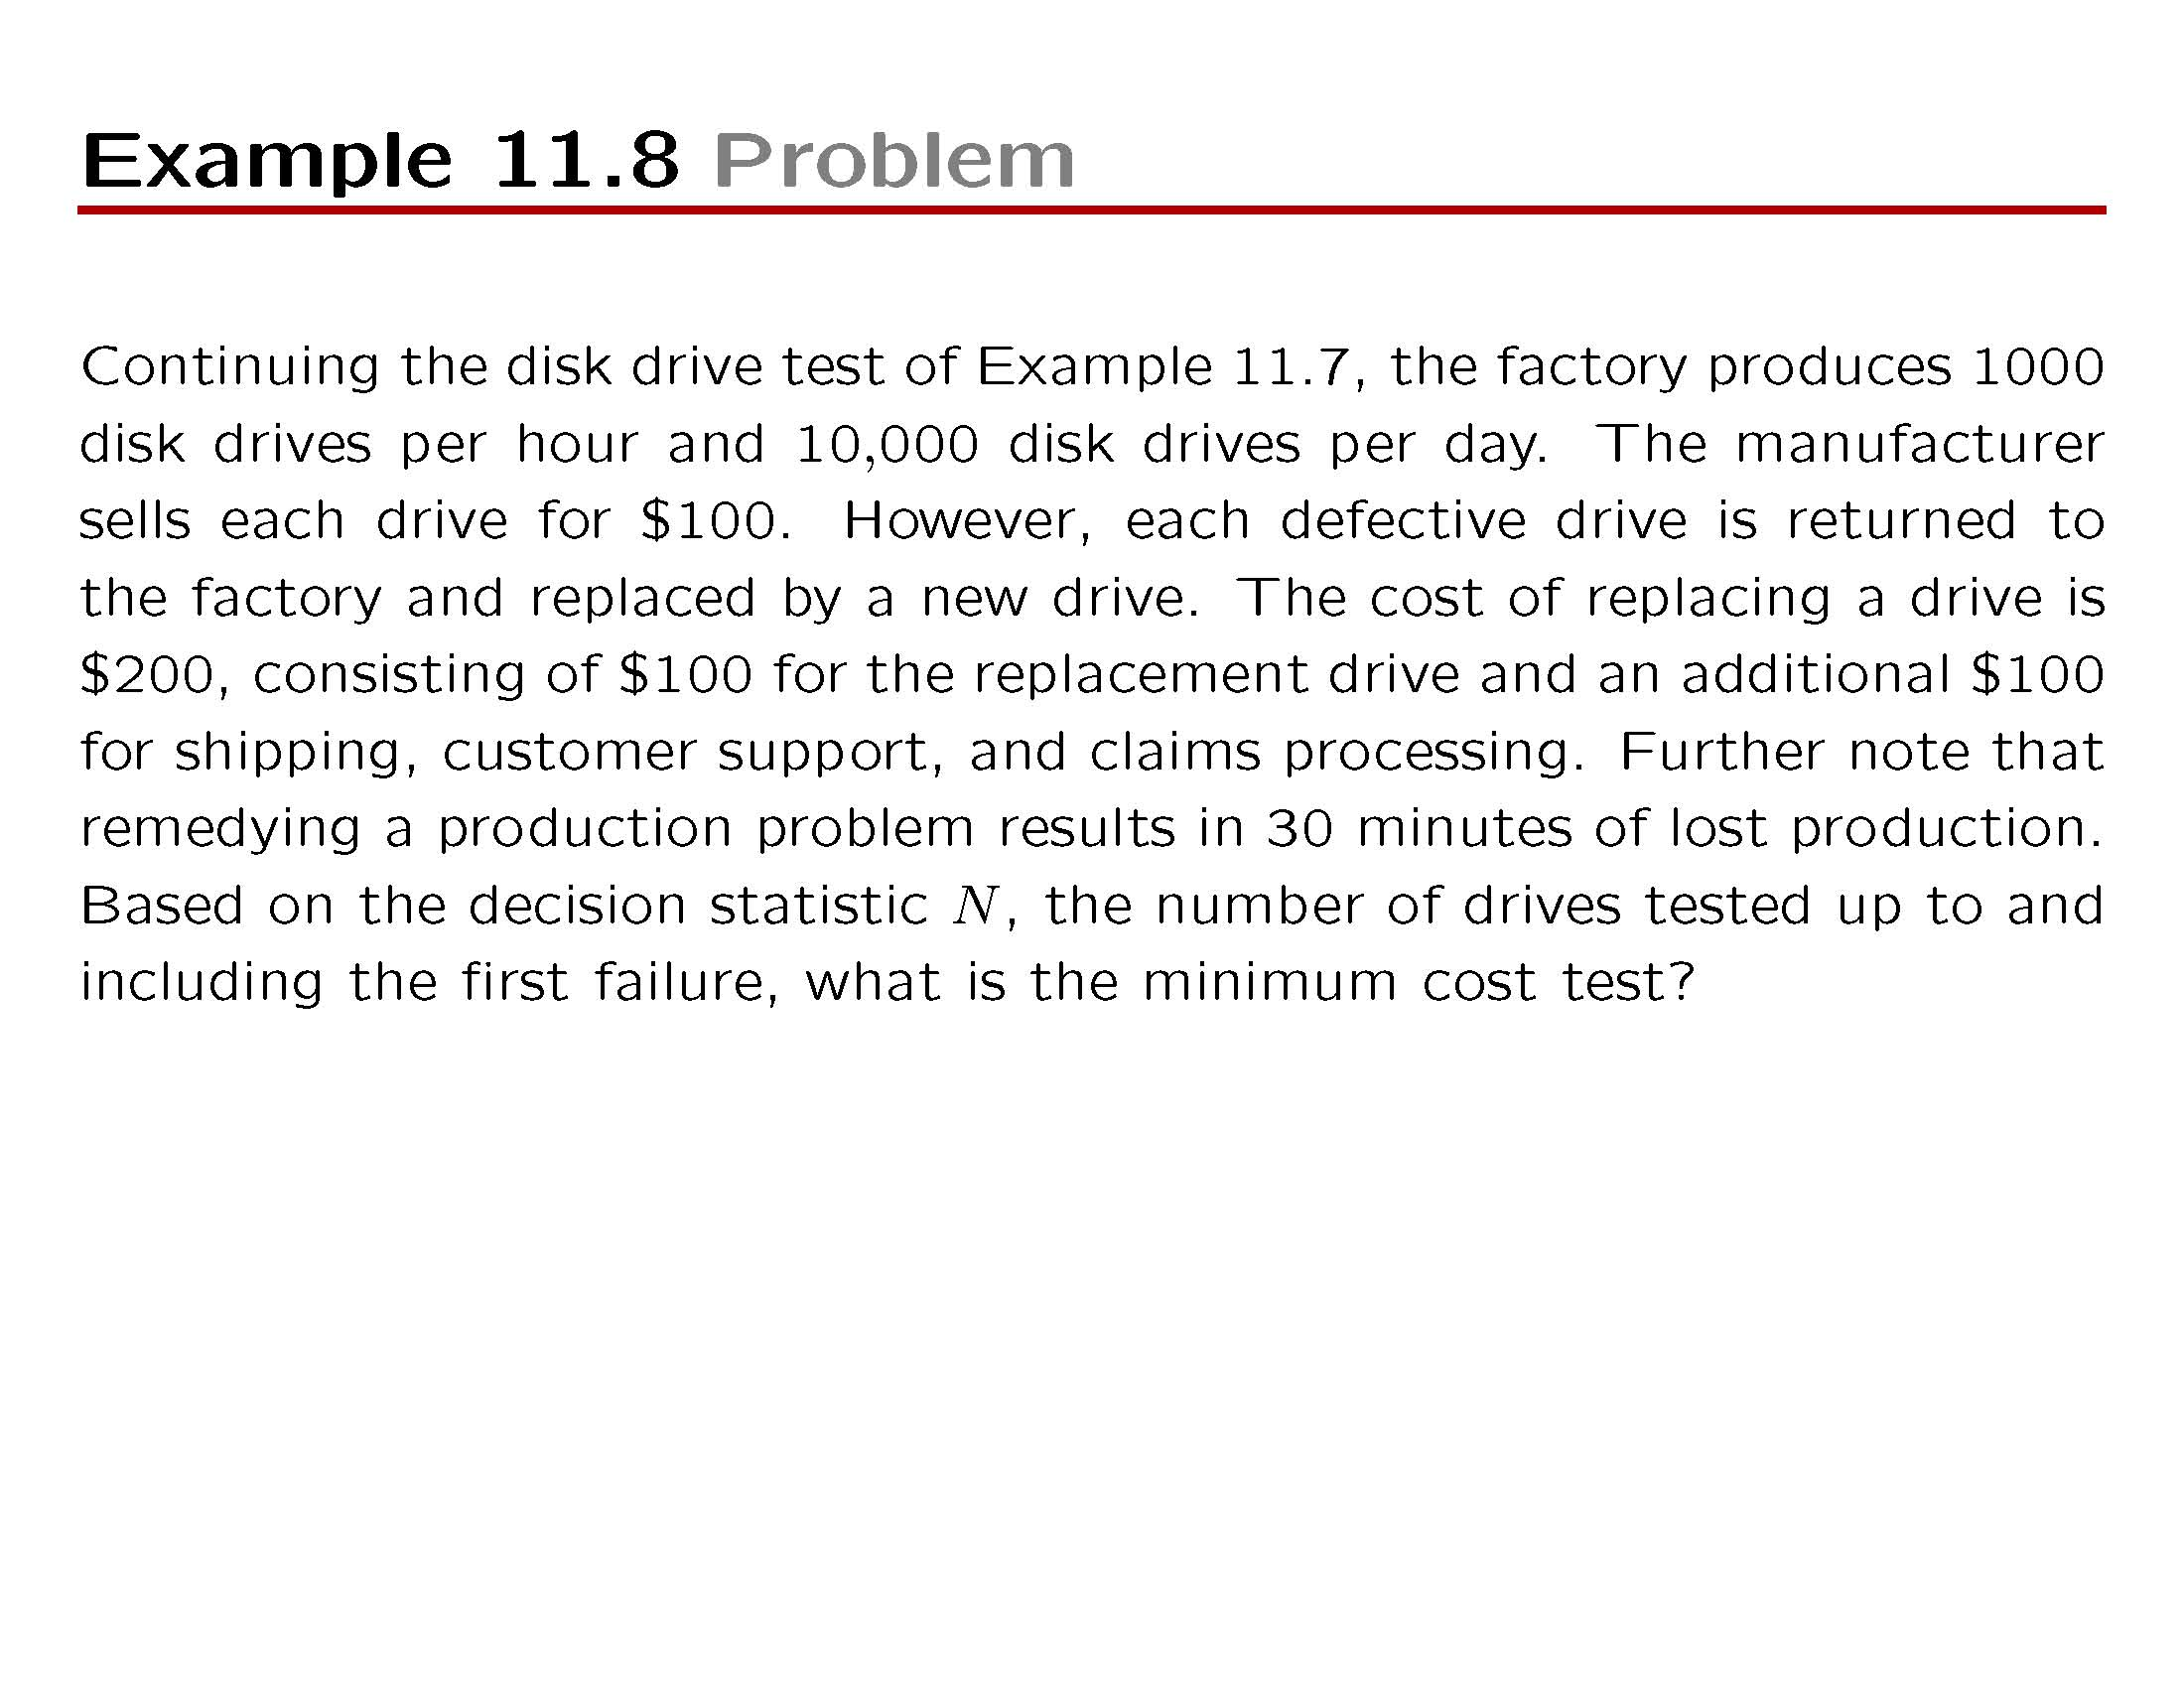 Example 11.8 Problem
Continuing the disk drive test of Example 11.7, the factory produces 1000
disk drives per hour and 10,000 disk drives per day. The manufacturer
sells each drive for $100. However, each defective drive is returned to
the factory and replaced by a new drive. The cost of replacing a drive is
$200, consisting of $100 for the replacement drive and an additional $100
for shipping, customer support, and claims processing. Further note that
remedying a production problem results in 30 minutes of lost production.
Based on the decision statistic N, the number of drives tested up to and
including the first failure, what is the minimum cost test?